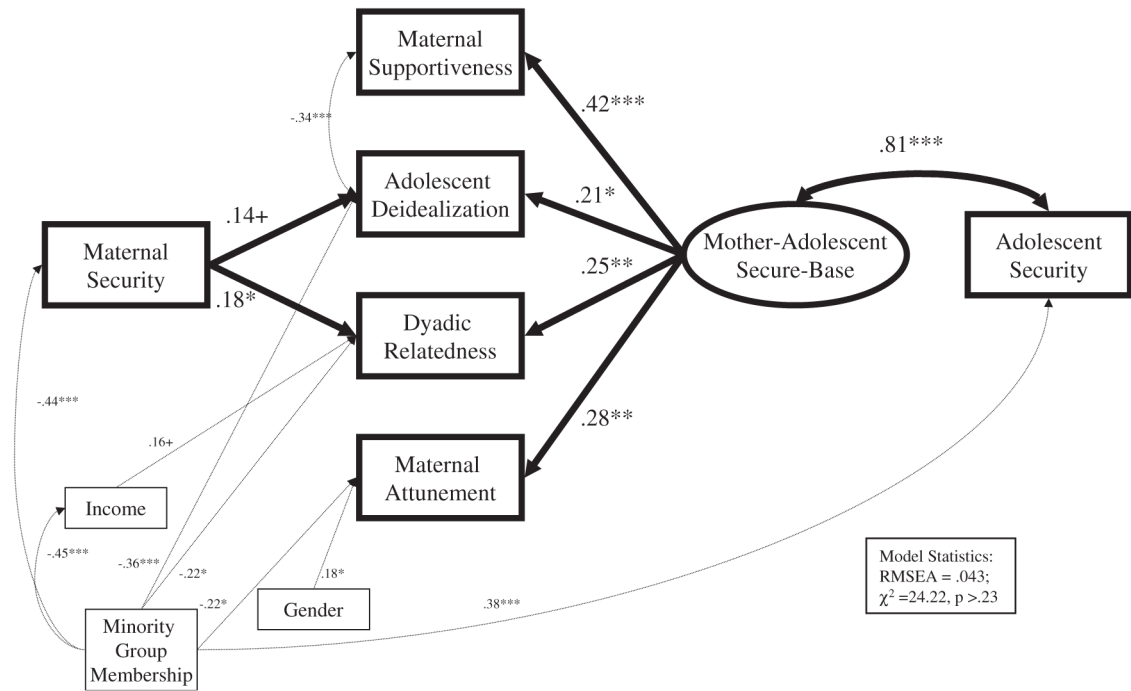 Maternal
Supportiveness
.42***
-.34***
.81***
Adolescent
Deidealization
.21*
.14+
Maternal
Security
Mother-Adolescent
Secure-Base
Adolescent
Security
.25**
.18*
Dyadic
Relatedness
-.44***
.28**
.16+
Maternal
Attunement
Income
-.45***
-.36***
-.22*
.18*
-.22*
Gender
.38***
Minority
Group
Membership
Model Statistics:
RMSEA = .043;
χ² =24.22, p >.23